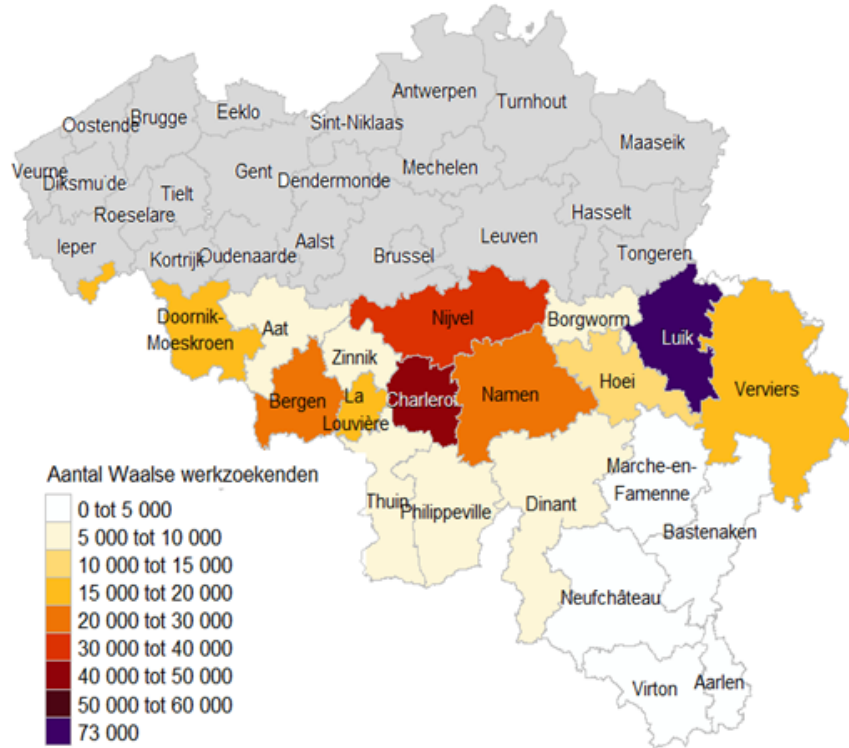 Antwerpen
Turnhout
Eeklo
Brugge
Oostende
Sint-Niklaas
Maaseik
Mechelen
Veurne
Diksmu de
Gent
Dendermonde
Tielt
Hasselt
Roeselare
Ieper
Kortrijk
Oudenaarde
Aalst
Brussel
Leuven
Tongeren
Doornik-
Moeskroen
Aat
Nijvel
Borgworm
Luik
Zinnik
Bergen
La
Louvière
Charleroi
Namen
Hoei
Verviers
Marche-en-
Famenne
Thuin
Philippeville
Dinant
Bastenaken
Neufchâteau
Virton
Aarlen
Aantal Waalse werkzoekenden
0 tot 5 000
5 000 tot 10 000
10 000 tot 15 000
15 000 tot 20 000
20 000 tot 30 000
30 000 tot 40 000
40 000 tot 50 000
50 000 tot 60 000
73 000